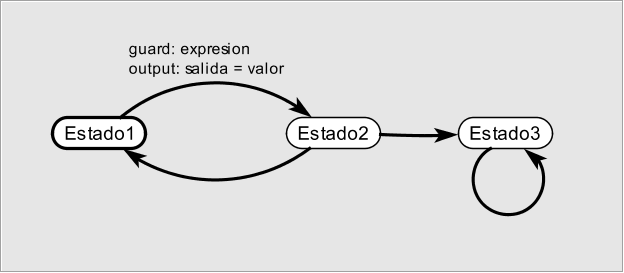 guard: expresion
output: salida = valor
Estado1
Estado2
Estado3